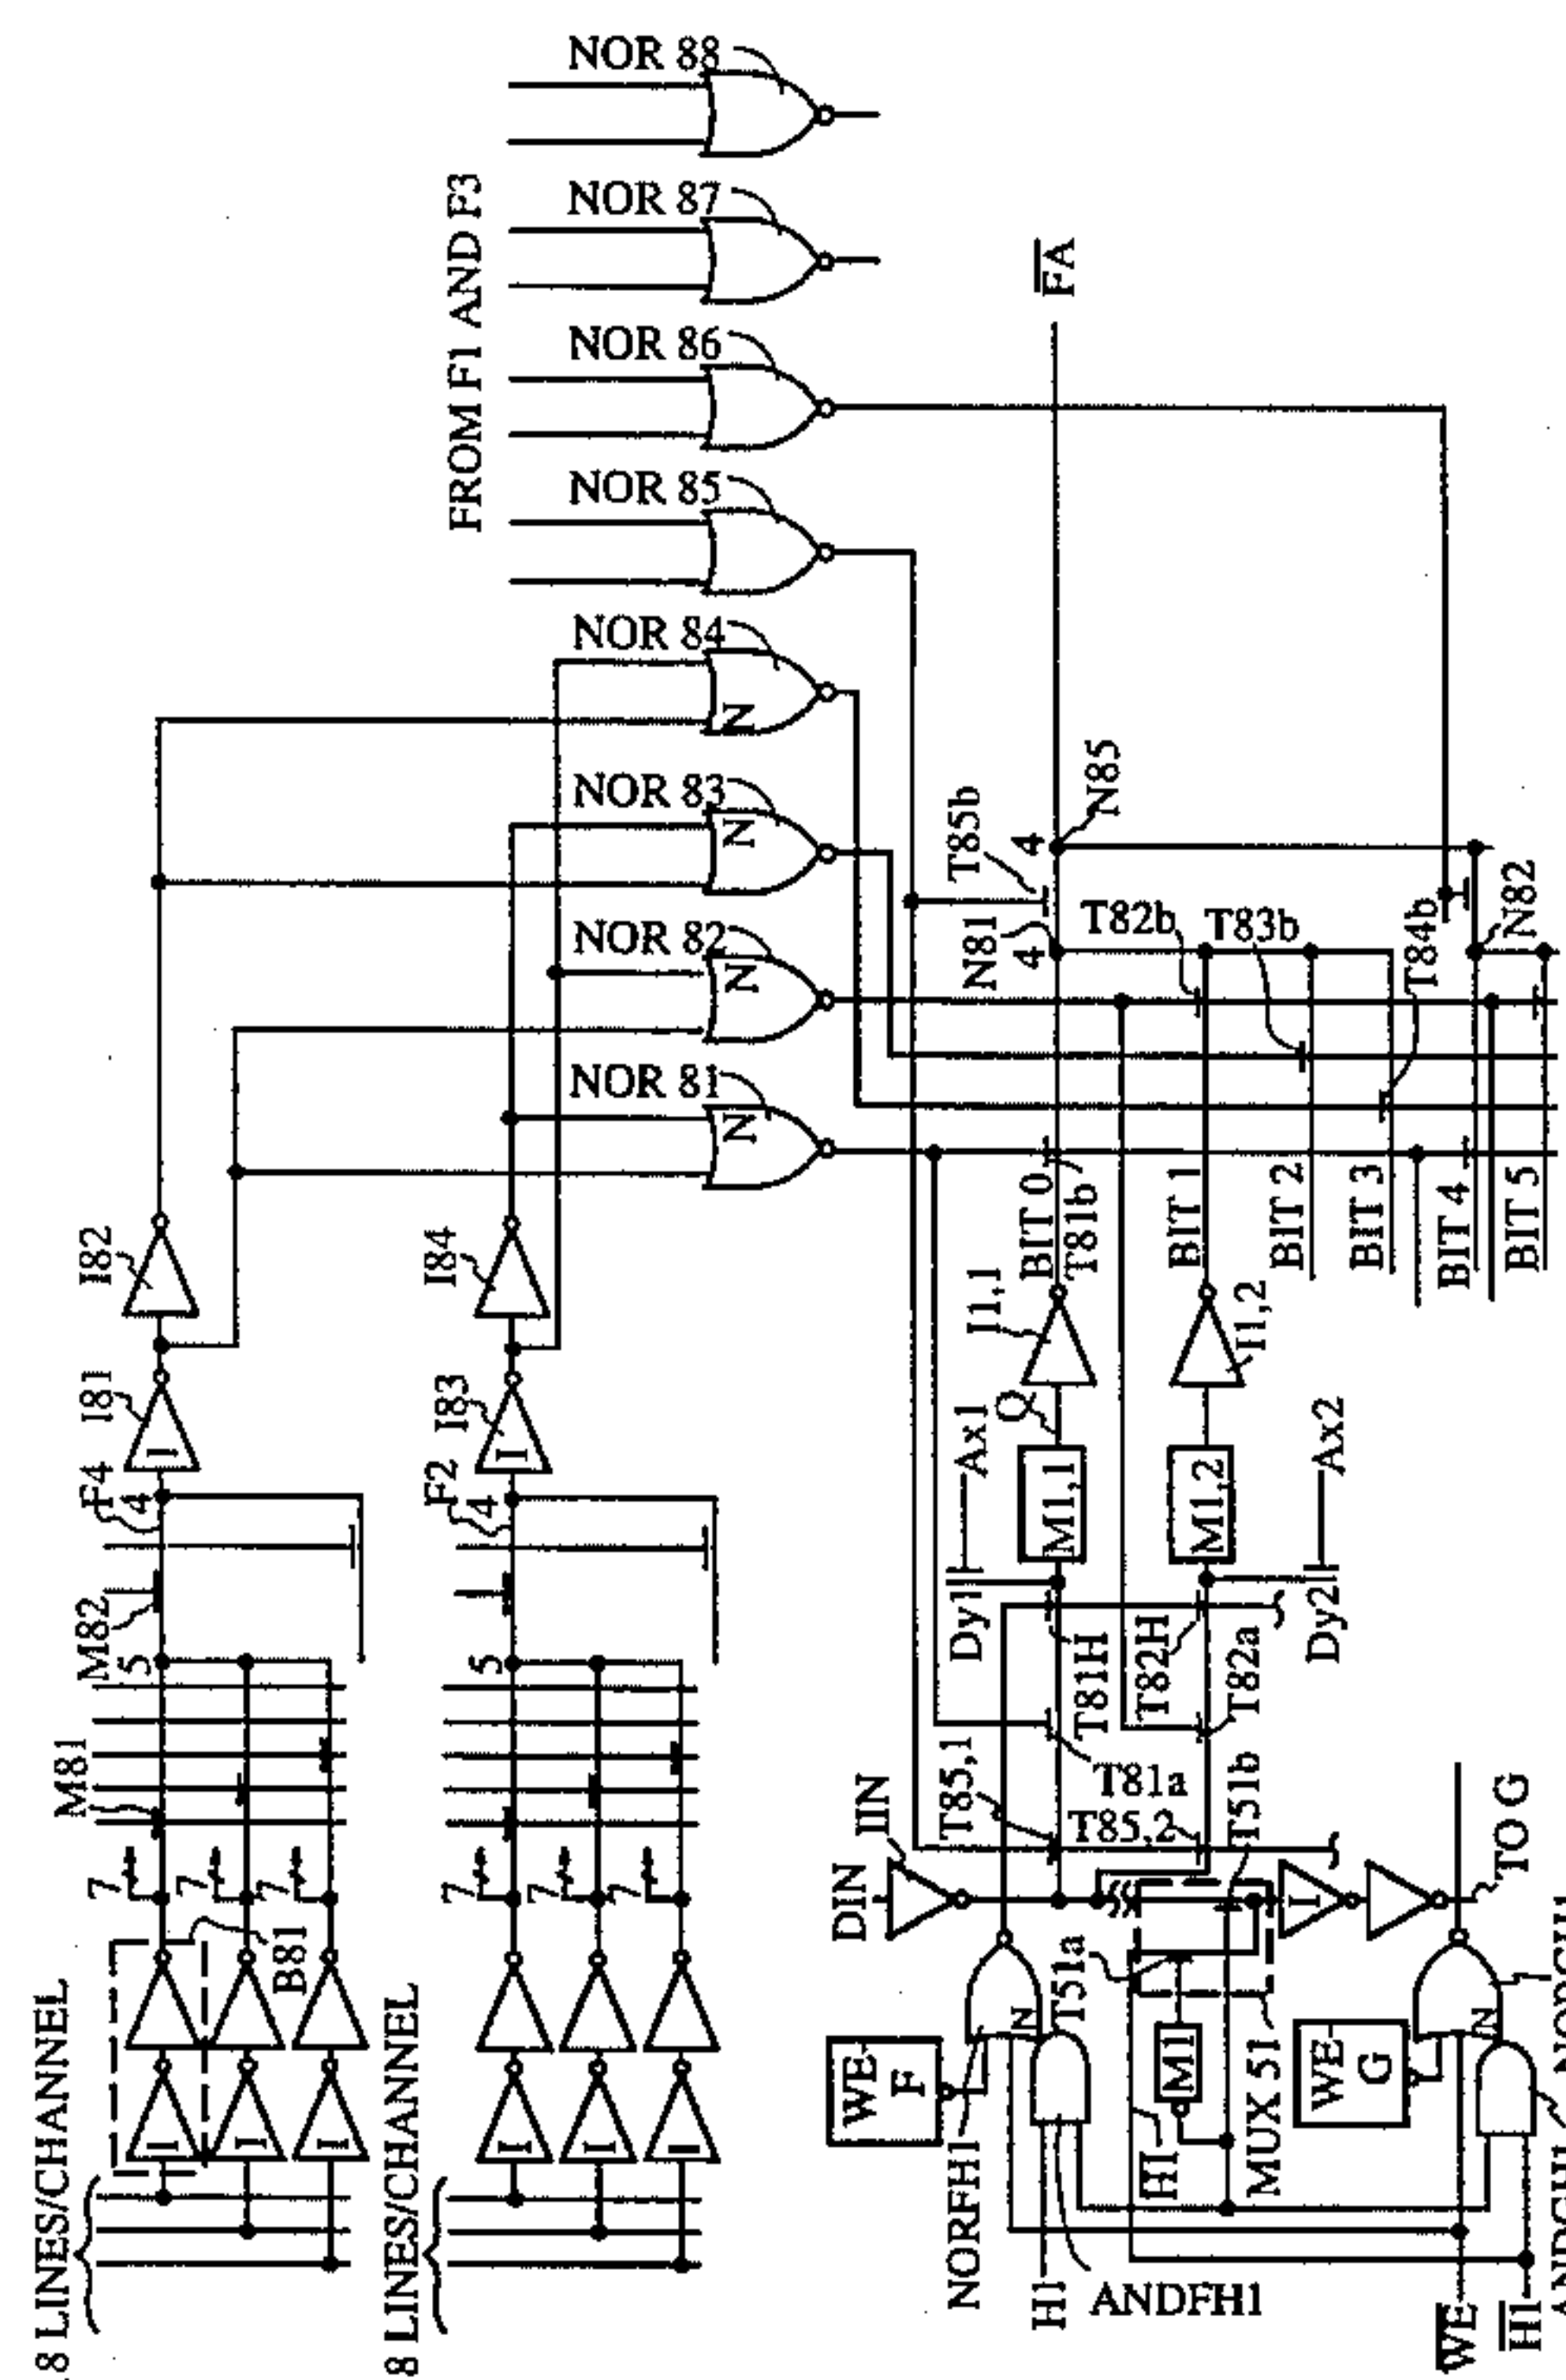 NOR 88
NOR 87
FROM F1 AND F3
NOR 86
FA
NOR 85
NOR 84
N
NOR 83
N
N85
T85b
4
NOR 82
N
N81
4
T82b
T83b
T84b
N82
NOR 81
N
I82
I84
BIT 0
T81b
BIT 1
BIT 2
BIT 3
BIT 4
BIT 5
I1,1
I1,2
I81
I
I83
I
F4
4
F2
4
Q
Ax1
Ax2
M1,1
M1,2
M82
5
5
Dy1
Dy2
T81H
T82H
T82a
M81
T81a
T85,1
T85,2
T51b
7
7
7
7
7
7
DIN
IIN
I
TO G
B81
T51a
N
N
I
I
I
I
I
I
8 LINES/CHANNEL
8 LINES/CHANNEL
WE
F
M1
WE
G
MUX 51
H1
NORFH1
H1
ANDFH1
WE
H1